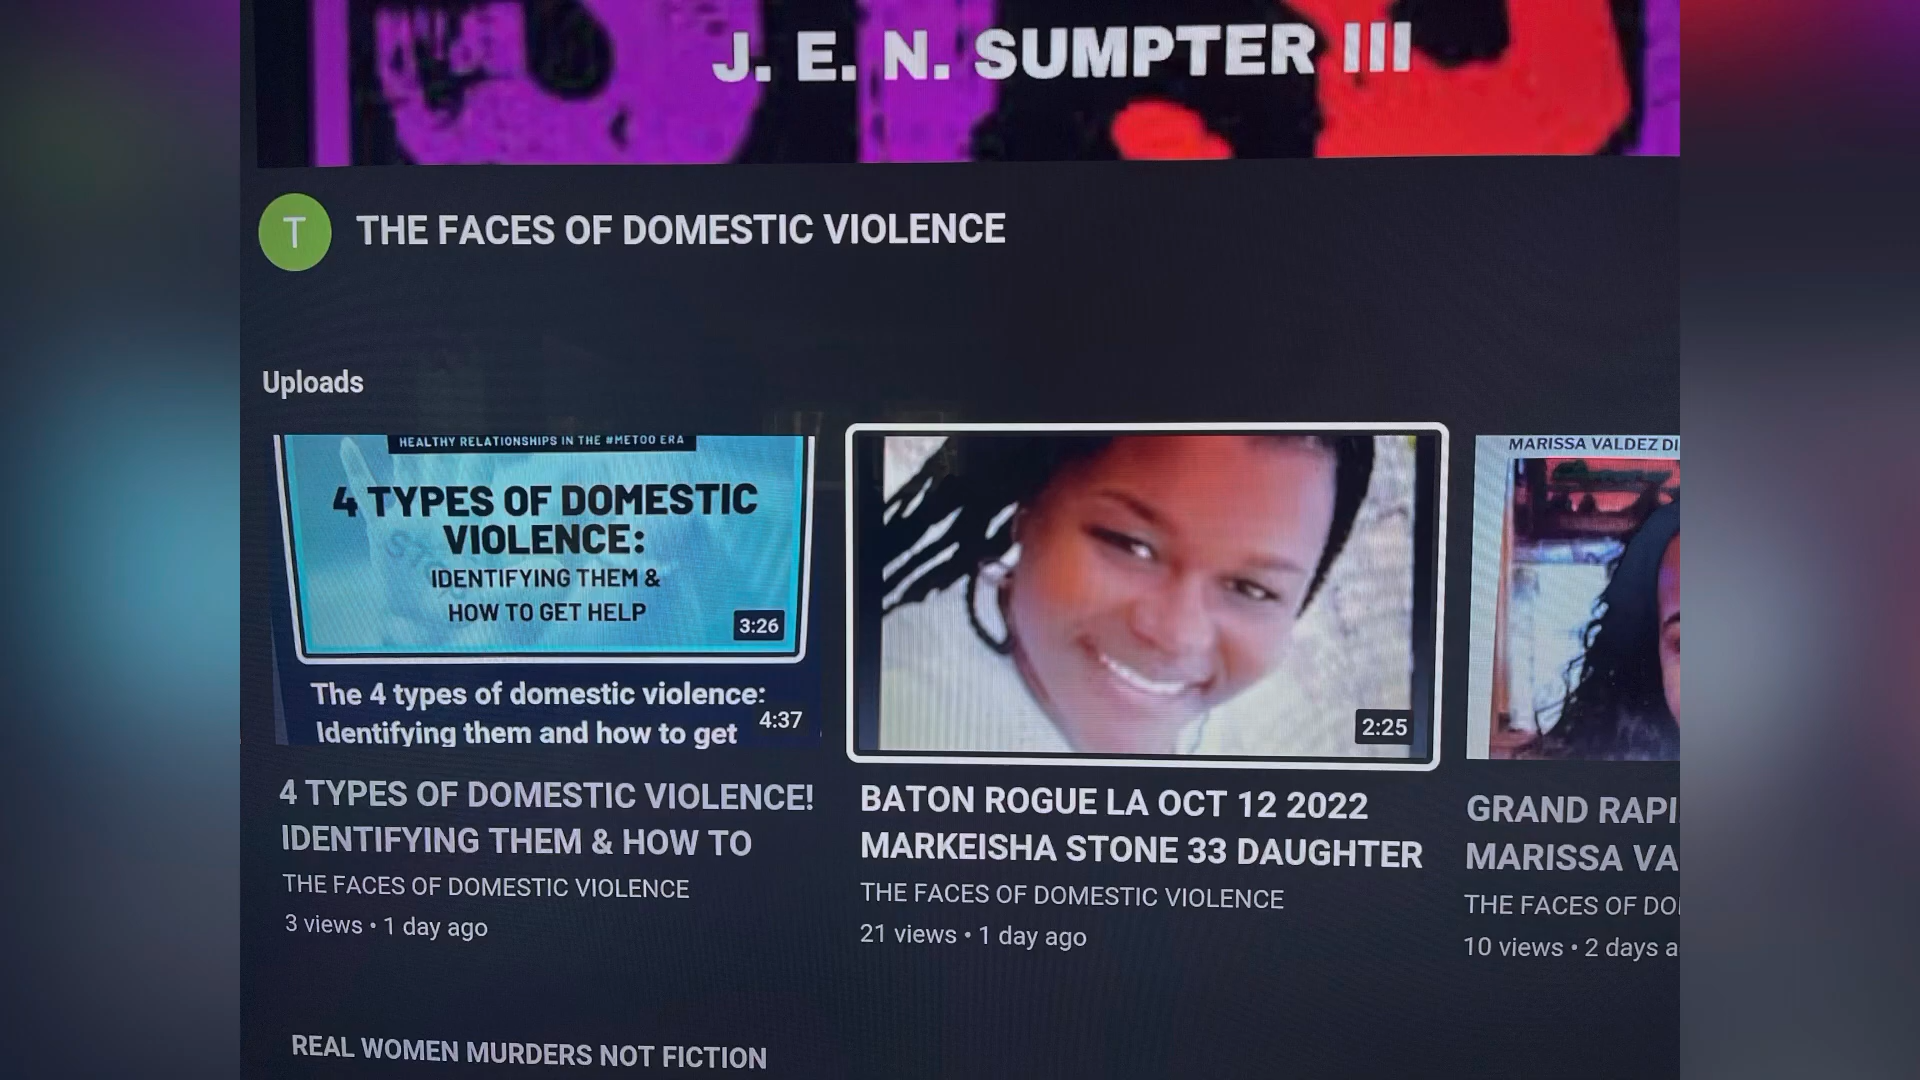 J. E. N. SUMPTER III
T
THE FACES OF DOMESTIC VIOLENCE
Uploads
HEALTHY RELATIONSHIPS IN THE #METOO ERA
4 TYPES OF DOMESTIC
VIOLENCE:
IDENTIFYING THEM &
HOW TO GET HELP
3:26
The 4 types of domestic violence:
Identifying them and how to get
4:37
4 TYPES OF DOMESTIC VIOLENCE!
IDENTIFYING THEM & HOW TO
THE FACES OF DOMESTIC VIOLENCE
3 views • 1 day ago
2:25
BATON ROGUE LA OCT 12 2022
MARKEISHA STONE 33 DAUGHTER
THE FACES OF DOMESTIC VIOLENCE
21 views • 1 day ago
MARISSA VALDEZ DI
GRAND RAPI
MARISSA VA
THE FACES OF DO
10 views • 2 days a
REAL WOMEN MURDERS NOT FICTION